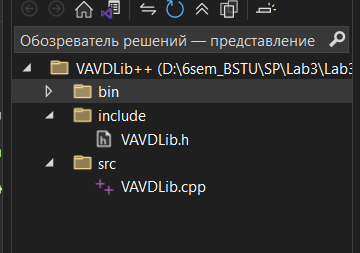 Обозреватель решений — представление
VAVDLib++ (D:\6sem_BSTU\SP\Lab3\Lab3
bin
include
VAVDLib.h
src
VAVDLib.cpp